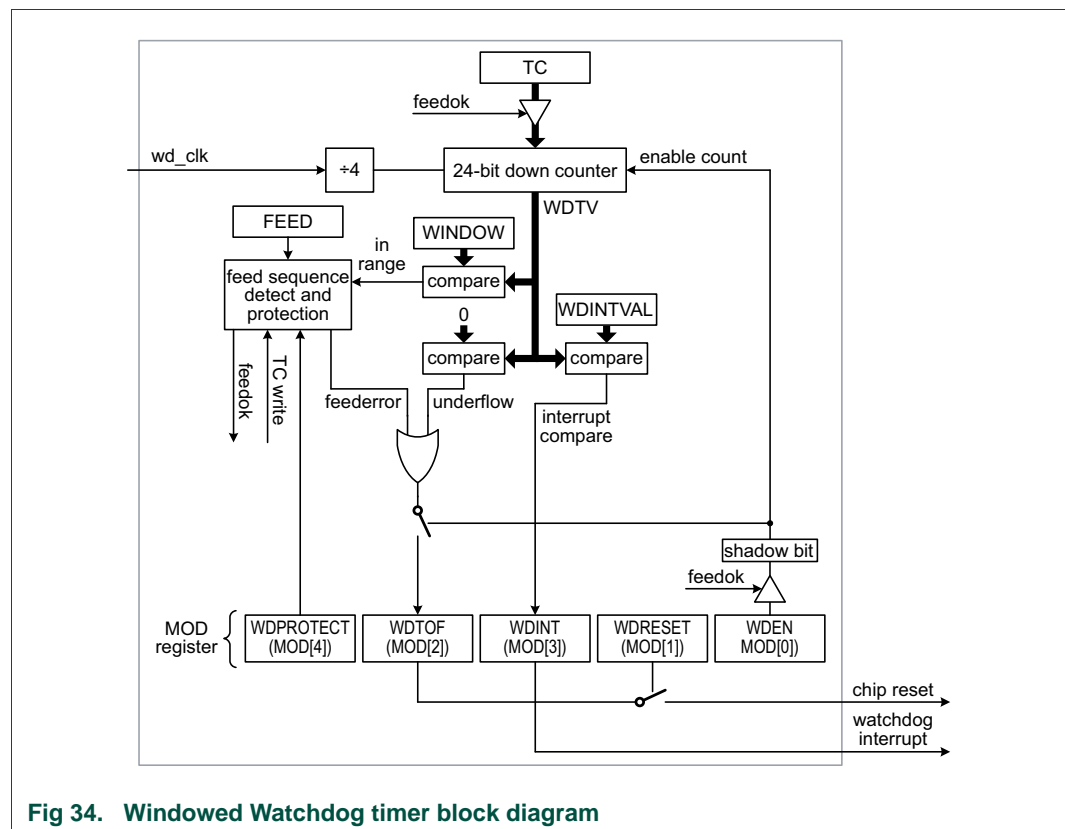 TC
feedok
wd_clk
÷4
24-bit down counter
enable count
WDTV
FEED
WINDOW
in
range
feed sequence
detect and
protection
compare
WDINTVAL
0
compare
compare
feedok
TC write
feederror
underflow
interrupt
compare
shadow bit
feedok
MOD
register
WDPROTECT
(MOD[4])
WDTOF
(MOD[2])
WDINT
(MOD[3])
WDRESET
(MOD[1])
WDEN
MOD[0])
chip reset
watchdog
interrupt
Fig 34. Windowed Watchdog timer block diagram